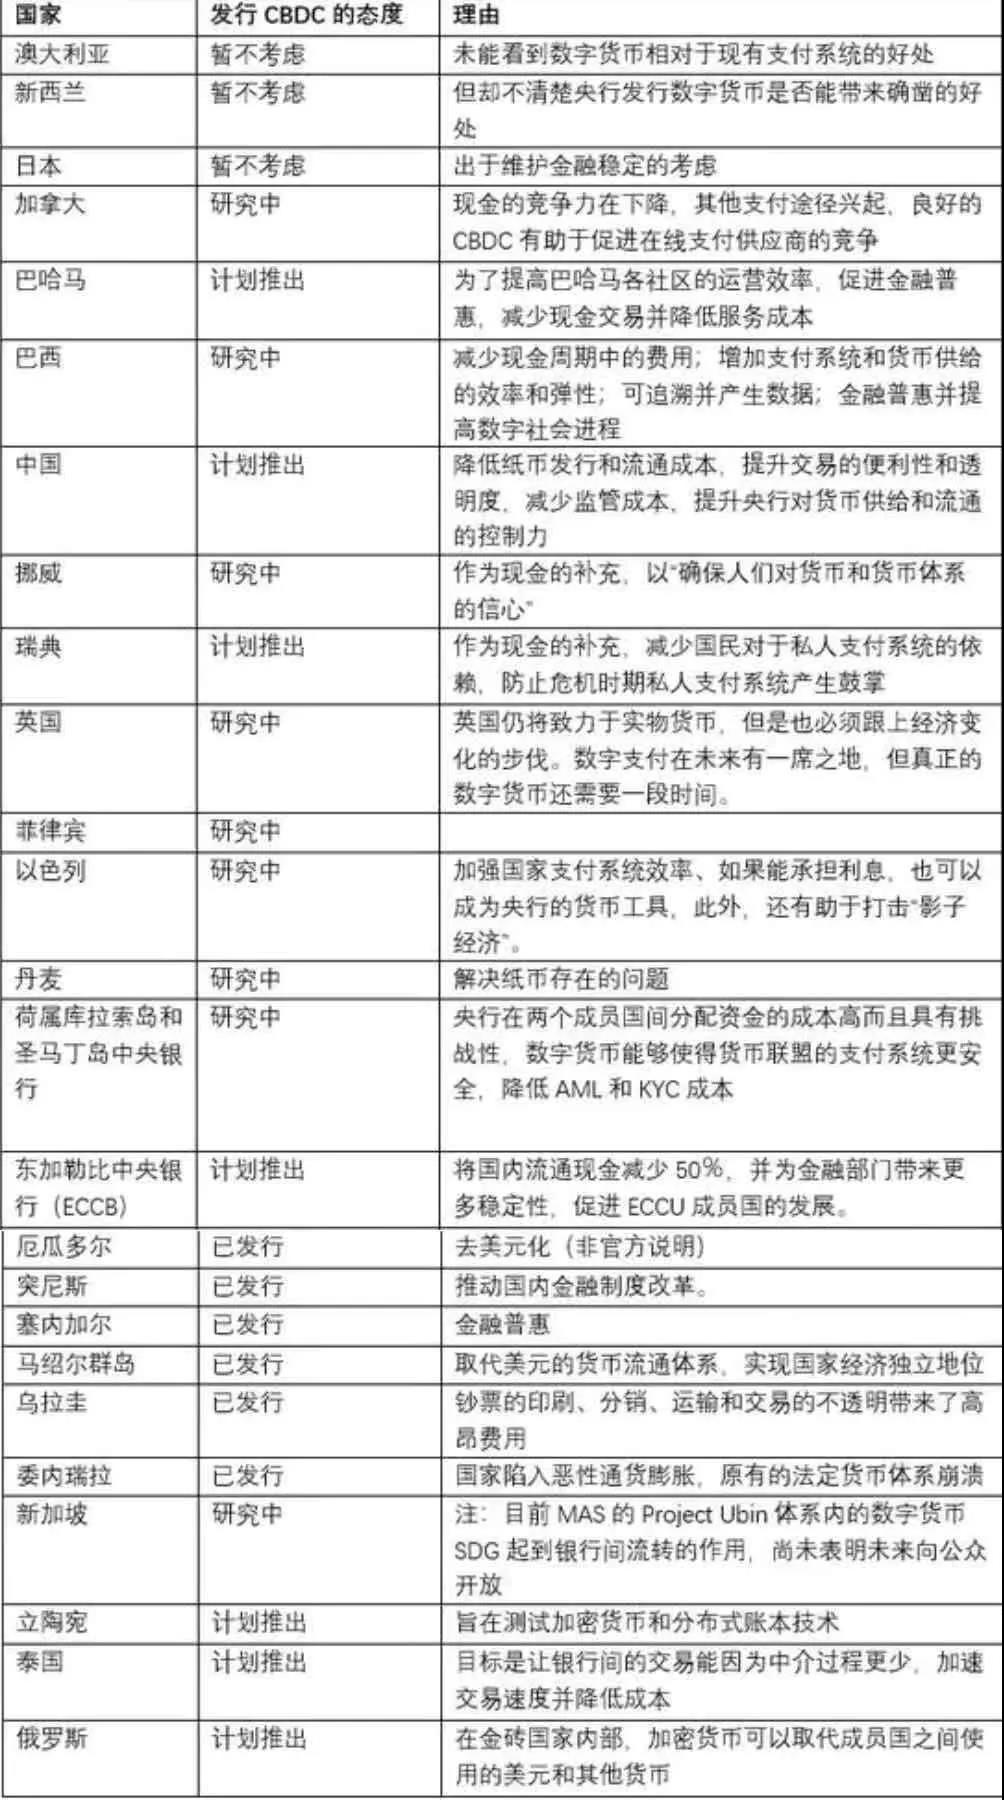 国家 发行 CBDC 的态度 理由
澳大利亚 暂不考虑 未能看到数字货币相对于现有支付系统的好处
新西兰 暂不考虑 但却不清楚央行发行数字货币是否能带来确凿的好
处
日本 暂不考虑 出于维护金融稳定的考虑
加拿大 研究中 现金的竞争力在下降，其他支付途径兴起，良好的
CBDC 有助于促进在线支付供应商的竞争
巴哈马 计划推出 为了提高巴哈马各社区的运营效率，促进金融普
惠，减少现金交易并降低服务成本
巴西 研究中 减少现金周期中的费用；增加支付系统和货币供给
的效率和弹性；可追溯并产生数据；金融普惠并提
高数字社会进程
中国 计划推出 降低纸币发行和流通成本，提升交易的便利性和透
明度，减少监管成本，提升央行对货币供给和流通
的控制力
挪威 研究中 作为现金的补充，以“确保人们对货币和货币体系
的信心”
瑞典 计划推出 作为现金的补充，减少国民对于私人支付系统的依
赖，防止危机时期私人支付系统产生鼓掌
英国 研究中 英国仍将致力于实物货币，但是也必须跟上经济变
化的步伐。数字支付在未来有一席之地，但真正的
数字货币还需要一段时间。
菲律宾 研究中
以色列 研究中 加强国家支付系统效率、如果能承担利息，也可以
成为央行的货币工具，此外，还有助于打击“影子
经济”。
丹麦 研究中 解决纸币存在的问题
荷属库拉索岛和 研究中 央行在两个成员国间分配资金的成本高而且具有挑
圣马丁岛中央银 战性，数字货币能够使得货币联盟的支付系统更安
行 全，降低 AML 和 KYC 成本
东加勒比中央银 计划推出 将国内流通现金减少 50%，并为金融部门带来更
行（ECCB） 多稳定性，促进 ECCU 成员国的发展。
厄瓜多尔 已发行 去美元化（非官方说明）
突尼斯 已发行 推动国内金融制度改革。
塞内加尔 已发行 金融普惠
马绍尔群岛 已发行 取代美元的货币流通体系，实现国家经济独立地位
乌拉圭 已发行 钞票的印刷、分销、运输和交易的不透明带来了高
昂费用
委内瑞拉 已发行 国家陷入恶性通货膨胀，原有的法定货币体系崩溃
新加坡 研究中 注：目前 MAS 的 Project Ubin 体系内的数字货币
SDG 起到银行间流转的作用，尚未表明未来向公众
开放
立陶宛 计划推出 旨在测试加密货币和分布式账本技术
泰国 计划推出 目标是让银行间的交易能因为中介过程更少，加速
交易速度并降低成本
俄罗斯 计划推出 在金砖国家内部，加密货币可以取代成员国之间使
用的美元和其他货币